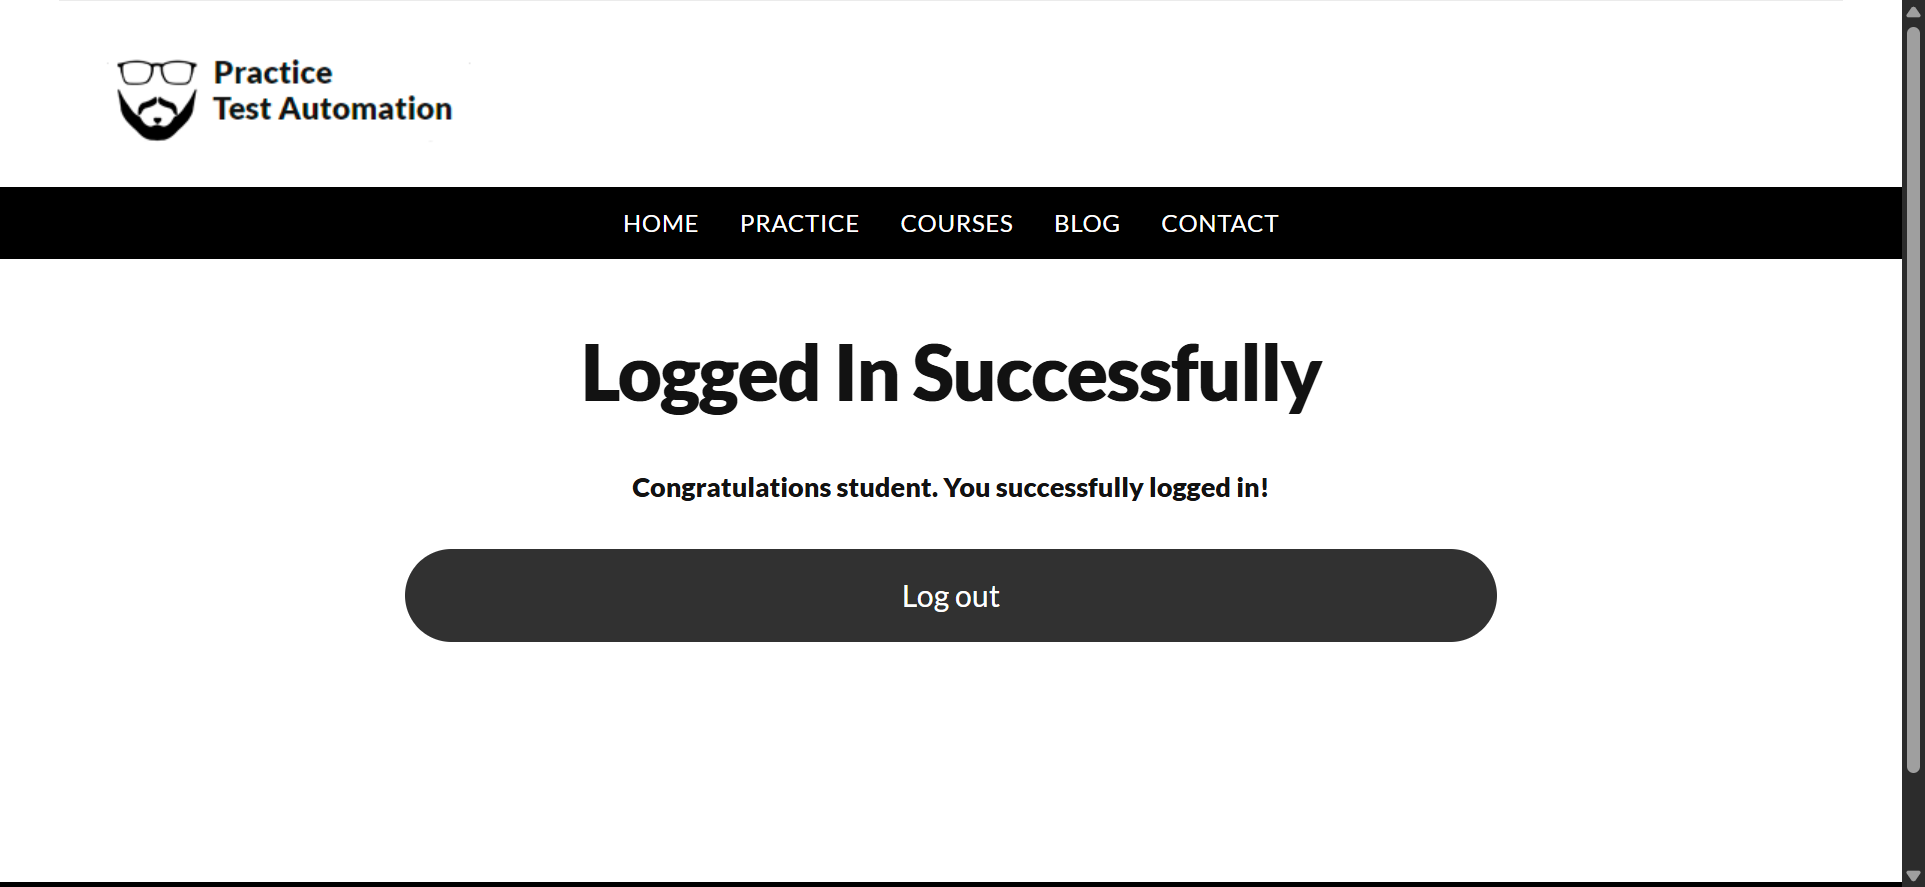 Practice
Test Automation
HOME PRACTICE COURSES BLOG CONTACT
Logged In Successfully
Congratulations student. You successfully logged in!
Log out